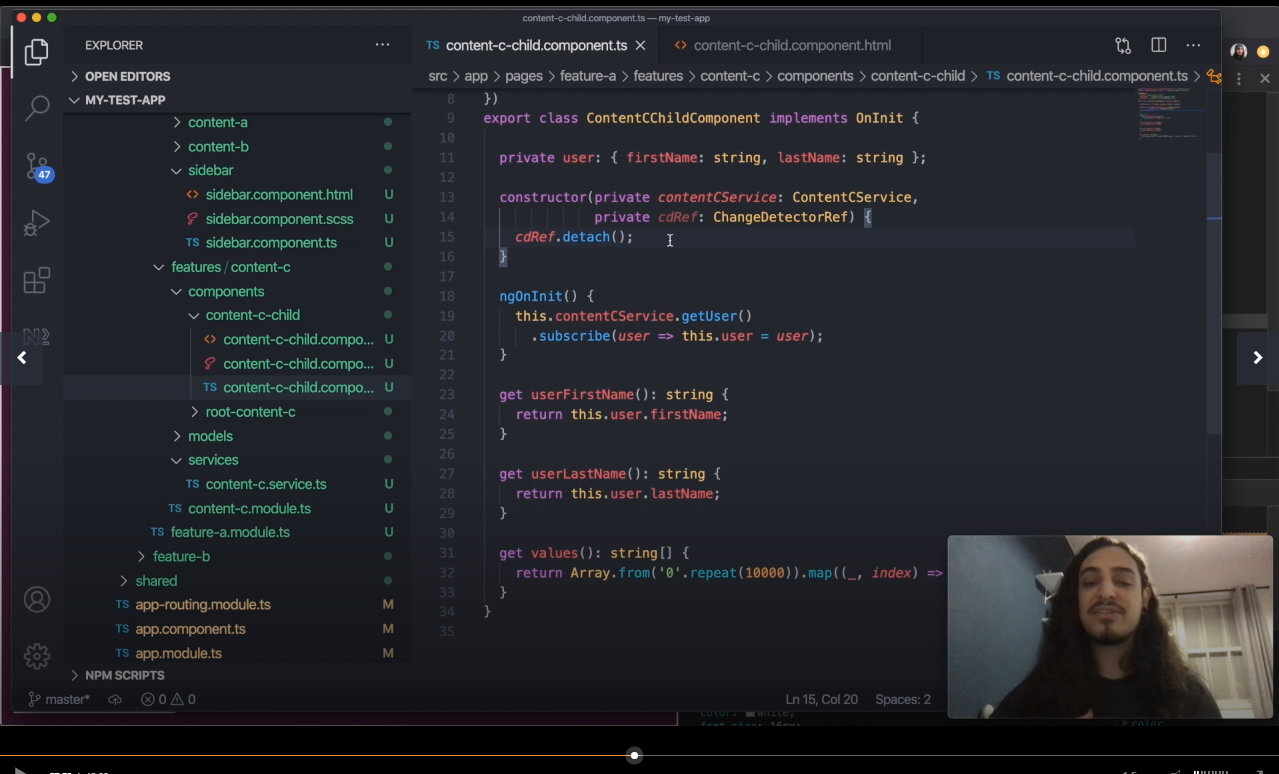 content-c-child.component.ts — my-test-app
EXPLORER
OPEN EDITORS
MY-TEST-APP
content-a
content-b
sidebar
sidebar.component.html
sidebar.component.scss U
TS sidebar.component.ts U
features / content-c
components
content-c-child
content-c-child.compo... U
content-c-child.compo... U
TS content-c-child.compo... U
root-content-c
models
services
TS content-c.service.ts U
TS content-c.module.ts U
TS feature-a.module.ts U
feature-b
shared
TS app-routing.module.ts M
TS app.component.ts M
TS app.module.ts M
NPM SCRIPTS
47
TS content-c-child.component.ts
<> content-c-child.component.html
src > app > pages > feature-a > features > content-c > components > content-c-child > TS content-c-child.component.ts >
8 })
9 export class ContentCChildComponent implements OnInit {
10
11 private user: { firstName: string, lastName: string };
12
13 constructor(private contentCService: ContentCService,
14 private cdRef: ChangeDetectorRef) {
15 cdRef.detach();
16 }
17
18 ngOnInit() {
19 this.contentCService.getUser()
20 .subscribe(user => this.user = user);
21 }
22
23 get userFirstName(): string {
24 return this.user.firstName;
25 }
26
27 get userLastName(): string {
28 return this.user.lastName;
29 }
30
31 get values(): string[] {
32 return Array.from('0'.repeat(10000)).map((_, index) =>
33 }
34 }
35
master* 0 0 Ln 15, Col 20 Spaces: 2